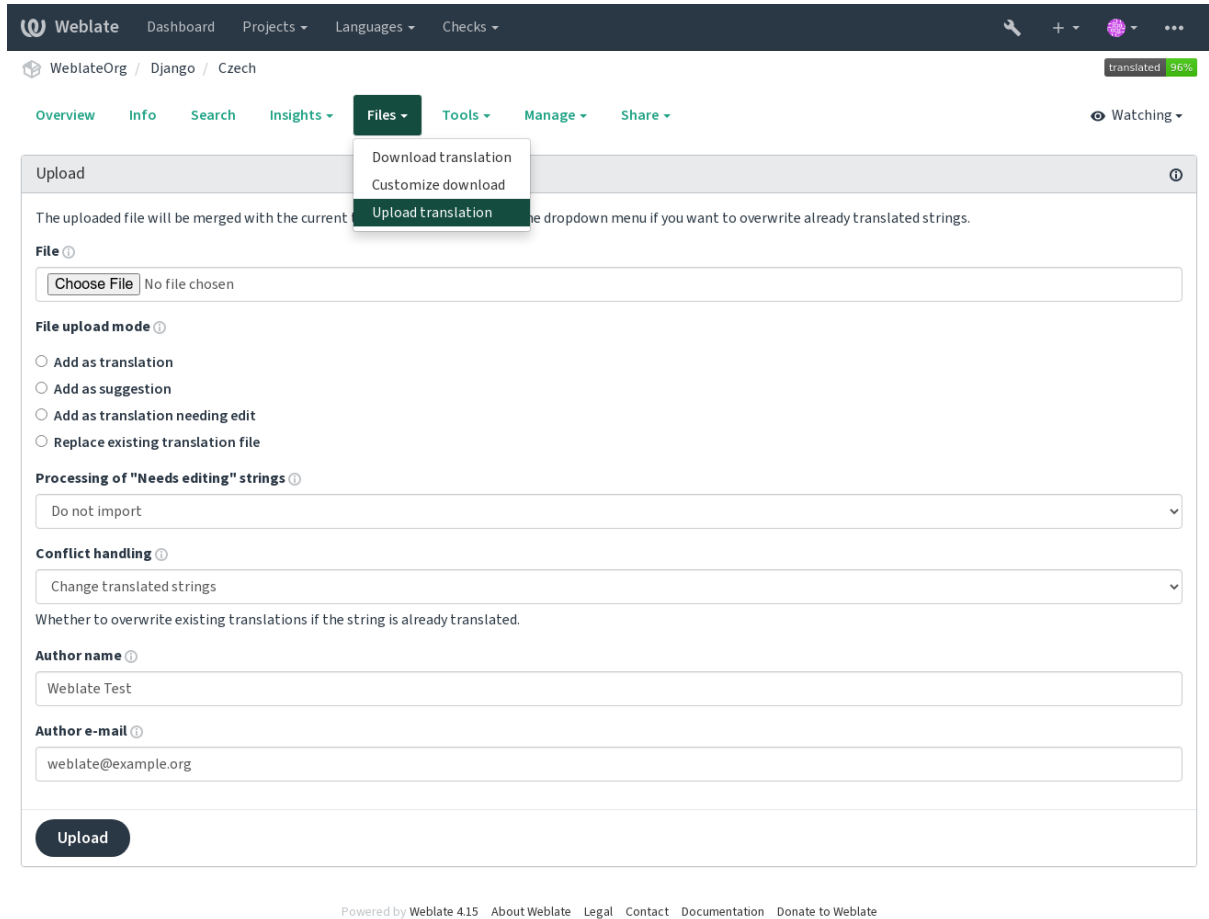 Weblate Dashboard Projects Languages Checks
WeblateOrg / Django / Czech translated 96%
Overview Info Search Insights Files Tools Manage Share Watching
Download translation
Customize download
Upload translation
Upload
The uploaded file will be merged with the current dropdown menu if you want to overwrite already translated strings.
File
Choose File No file chosen
File upload mode
Add as translation
Add as suggestion
Add as translation needing edit
Replace existing translation file
Processing of "Needs editing" strings
Do not import
Conflict handling
Change translated strings
Whether to overwrite existing translations if the string is already translated.
Author name
Weblate Test
Author e-mail
weblate@example.org
Upload
Powered by Weblate 4.15 About Weblate Legal Contact Documentation Donate to Weblate